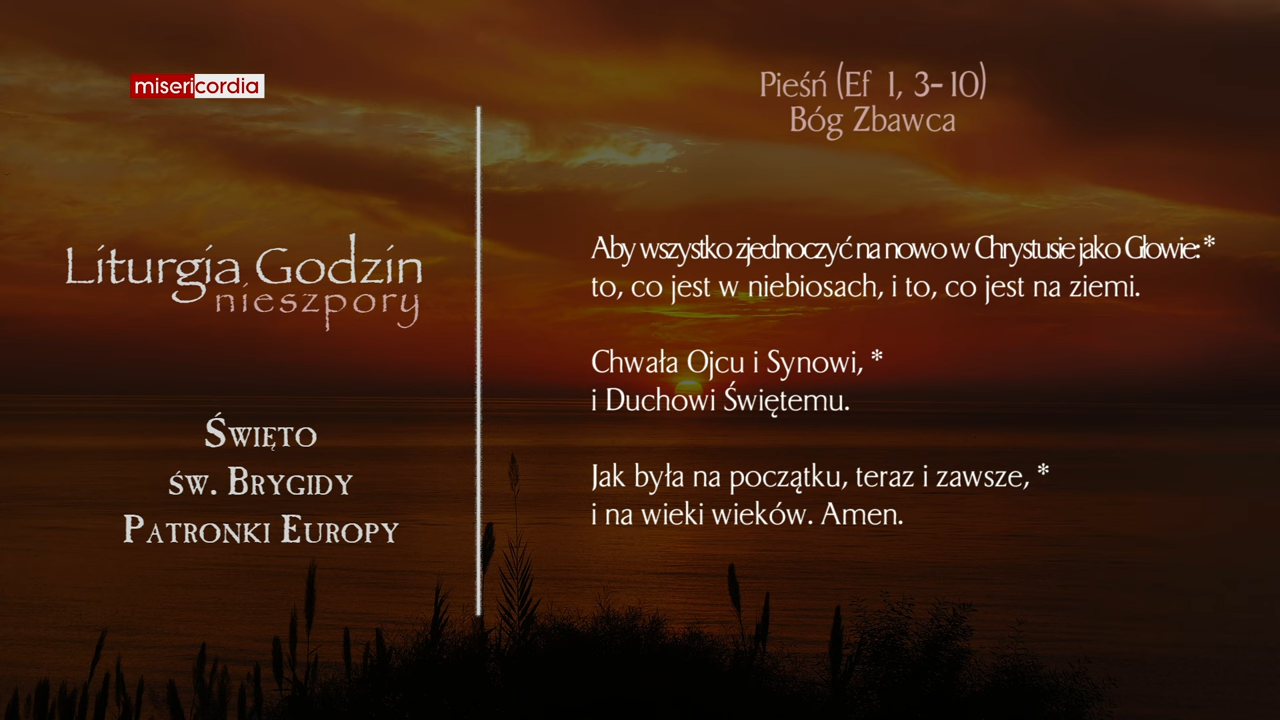 misericordia
Liturgia Godzin
nieszpory
Święto
św. Brygidy
Patronki Europy
Pieśń (Ef 1, 3-10)
Bóg Zbawca
Aby wszystko zjednoczyć na nowo w Chrystusie jako Głowie: *
to, co jest w niebiosach, i to, co jest na ziemi.
Chwała Ojcu i Synowi, *
i Duchowi Świętemu.
Jak była na początku, teraz i zawsze, *
i na wieki wieków. Amen.